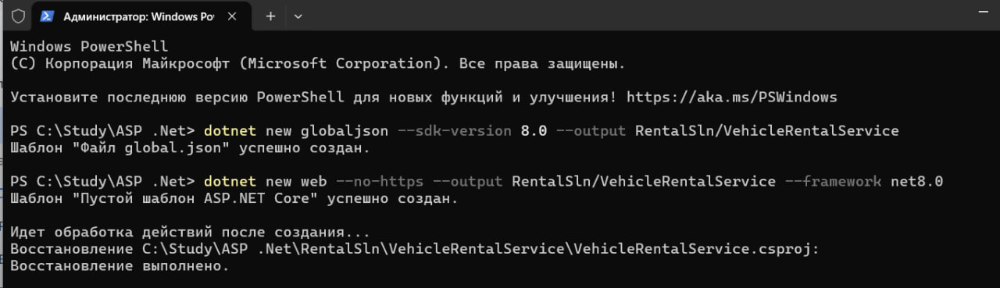 Администратор: Windows Po
Windows PowerShell
(C) Корпорация Майкрософт (Microsoft Corporation). Все права защищены.
Установите последнюю версию PowerShell для новых функций и улучшения! https://aka.ms/PSWindows
PS C:\Study\ASP .Net> dotnet new globaljson --sdk-version 8.0 --output RentalSln/VehicleRentalService
Шаблон "Файл global.json" успешно создан.
PS C:\Study\ASP .Net> dotnet new web --no-https --output RentalSln/VehicleRentalService --framework net8.0
Шаблон "Пустой шаблон ASP.NET Core" успешно создан.
Идет обработка действий после создания...
Восстановление C:\Study\ASP .Net\RentalSln\VehicleRentalService\VehicleRentalService.csproj:
Восстановление выполнено.